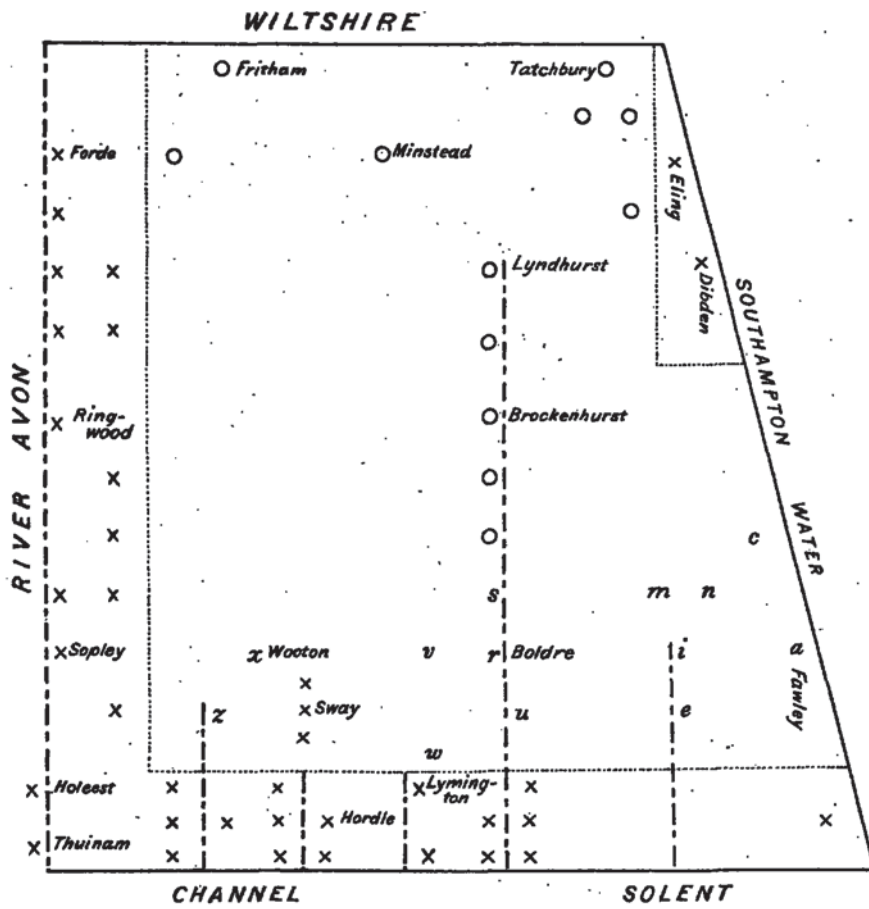 WILTSHIRE
Fritham
Tatchbury
Forde
Minstead
Eling
Lyndhurst
Dibden
SOUTHAMPTON WATER
RIVER AVON.
Ring-
wood
Brockenhurst
c
s
m n
Sopley
x Wooton
v
r Boldre
i
a
Fawley
z
Sway
u
e
w
Holeest
Lyming-
ton
Hordle
Thuinam
CHANNEL
SOLENT